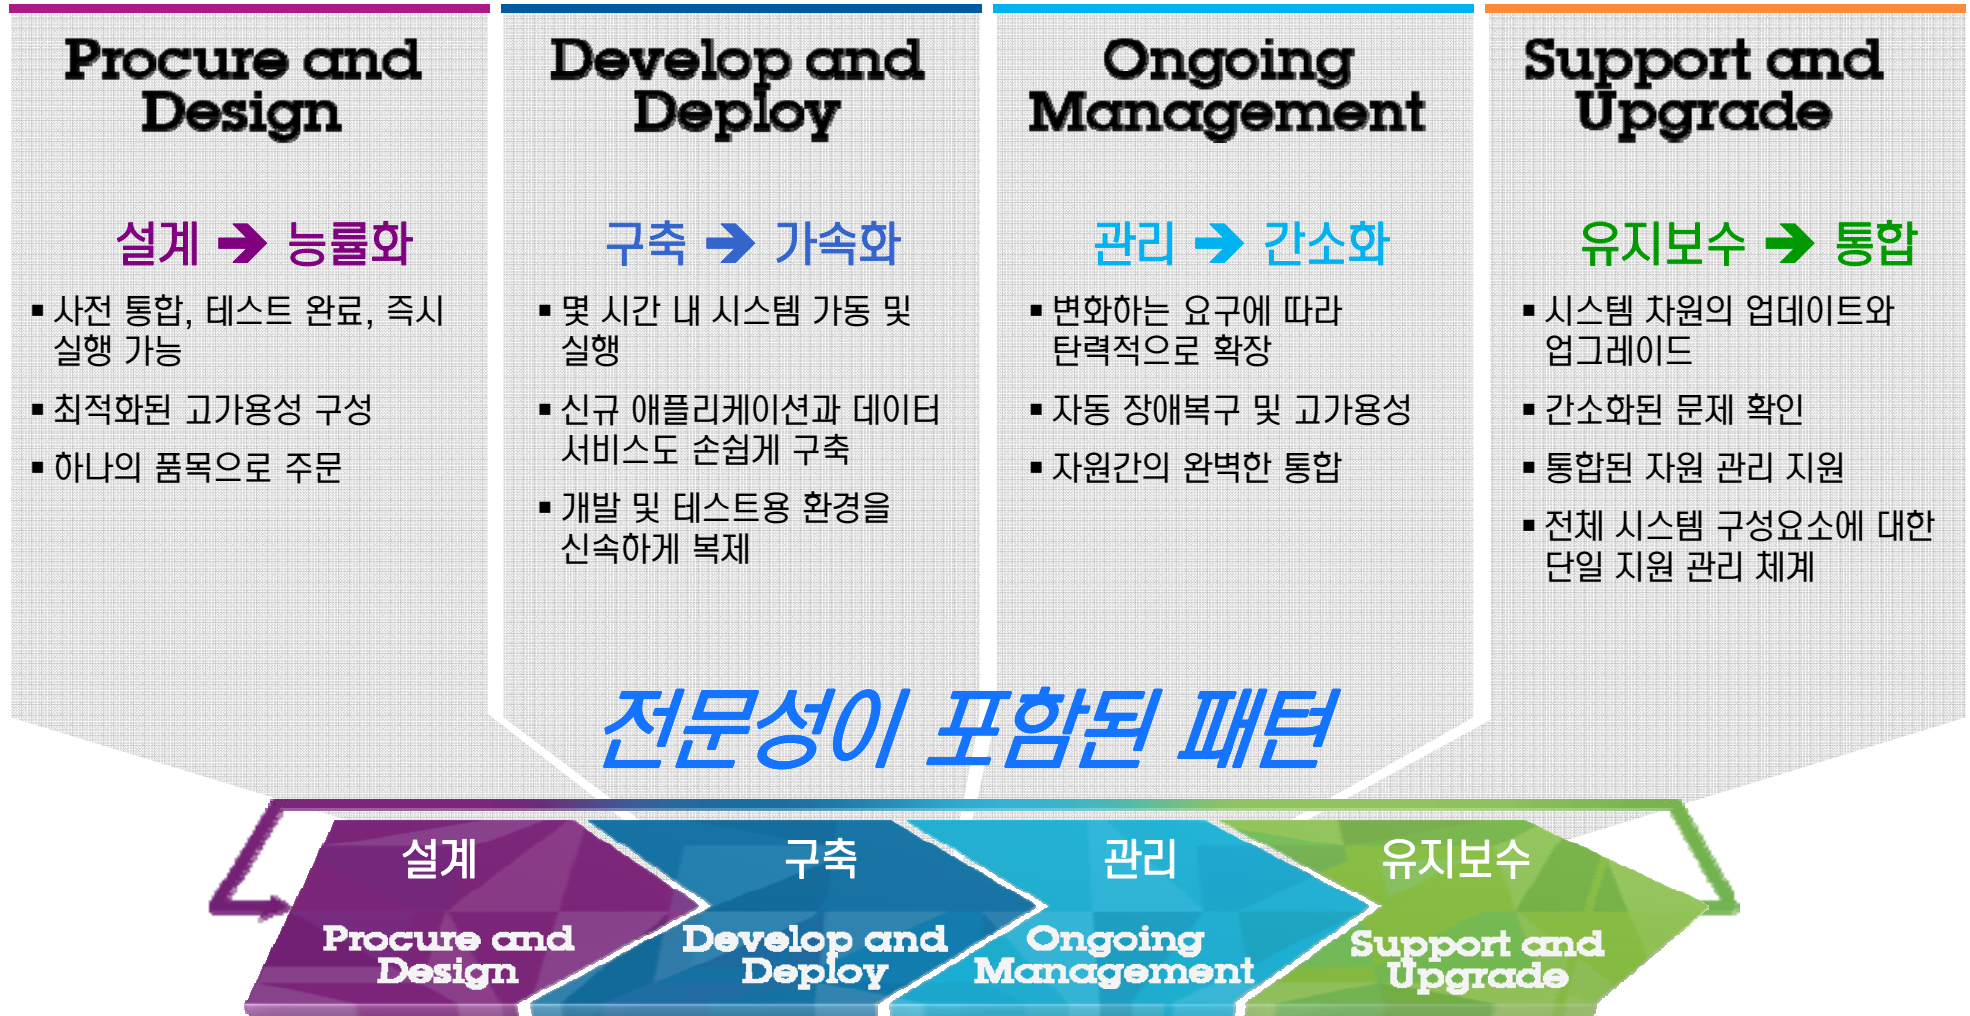 Procure and
Design
설계 → 능률화
▪ 사전 통합, 테스트 완료, 즉시
실행 가능
▪ 최적화된 고가용성 구성
▪ 하나의 품목으로 주문
Develop and
Deploy
구축 → 가속화
▪ 몇 시간 내 시스템 가동 및
실행
▪ 신규 애플리케이션과 데이터
서비스도 손쉽게 구축
▪ 개발 및 테스트용 환경을
신속하게 복제
Ongoing
Management
관리 → 간소화
▪ 변화하는 요구에 따라
탄력적으로 확장
▪ 자동 장애복구 및 고가용성
▪ 자원간의 완벽한 통합
Support and
Upgrade
유지보수 → 통합
▪ 시스템 차원의 업데이트와
업그레이드
▪ 간소화된 문제 확인
▪ 통합된 자원 관리 지원
▪ 전체 시스템 구성요소에 대한
단일 지원 관리 체계
전문성이 포함된 패턴
설계
Procure and
Design
구축
Develop and
Deploy
관리
Ongoing
Management
유지보수
Support and
Upgrade